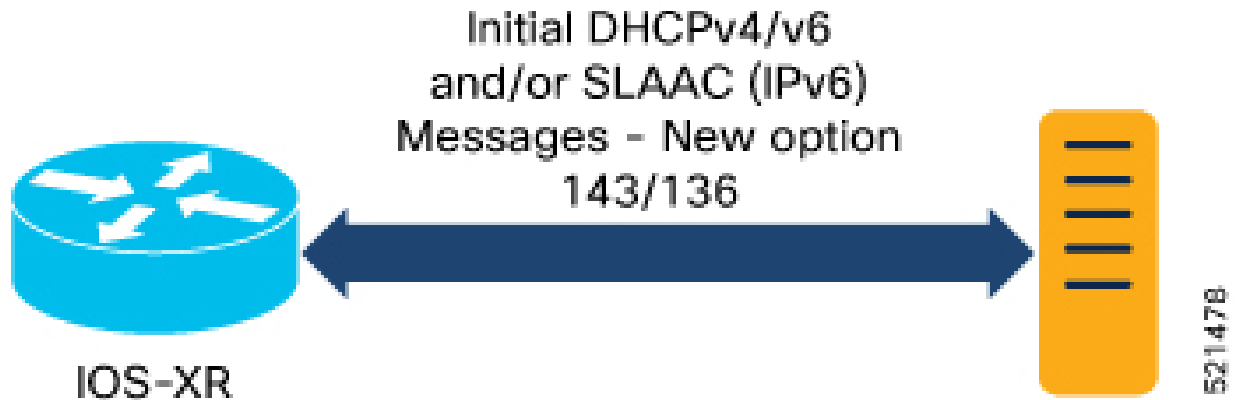 Initial DHCPv4/v6
and/or SLAAC (IPv6)
Messages - New option
143/136
IOS-XR
521478